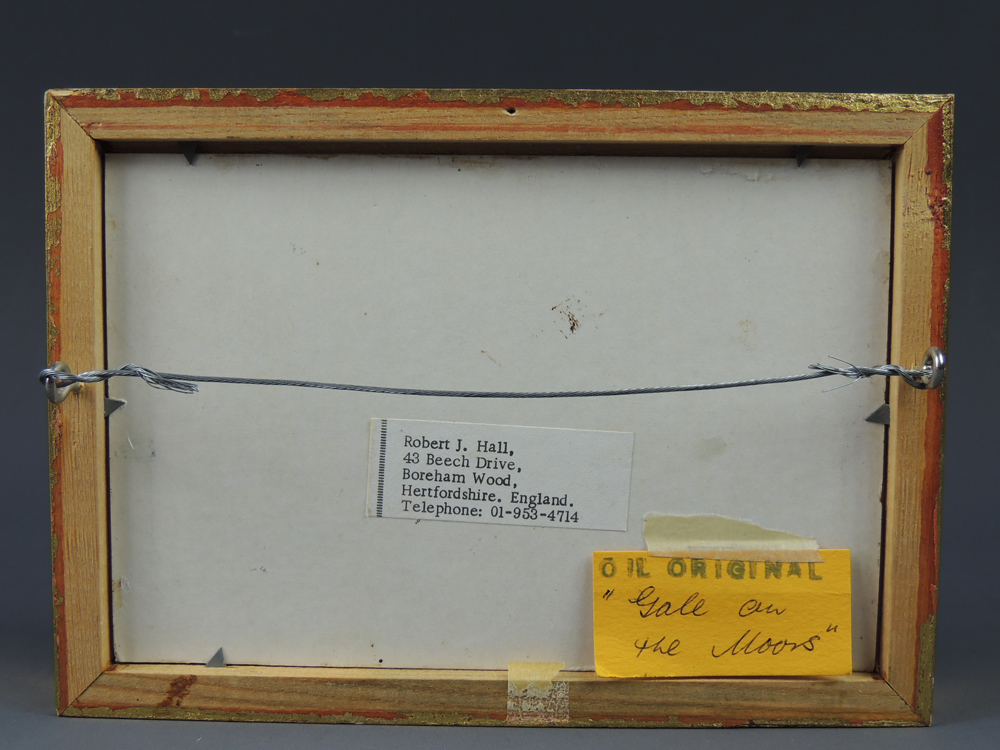 Robert J. Hall,
43 Beech Drive,
Boreham Wood,
Hertfordshire. England.
Telephone: 01-953-4714
OIL ORIGINAL
"Gale on
the Moors"